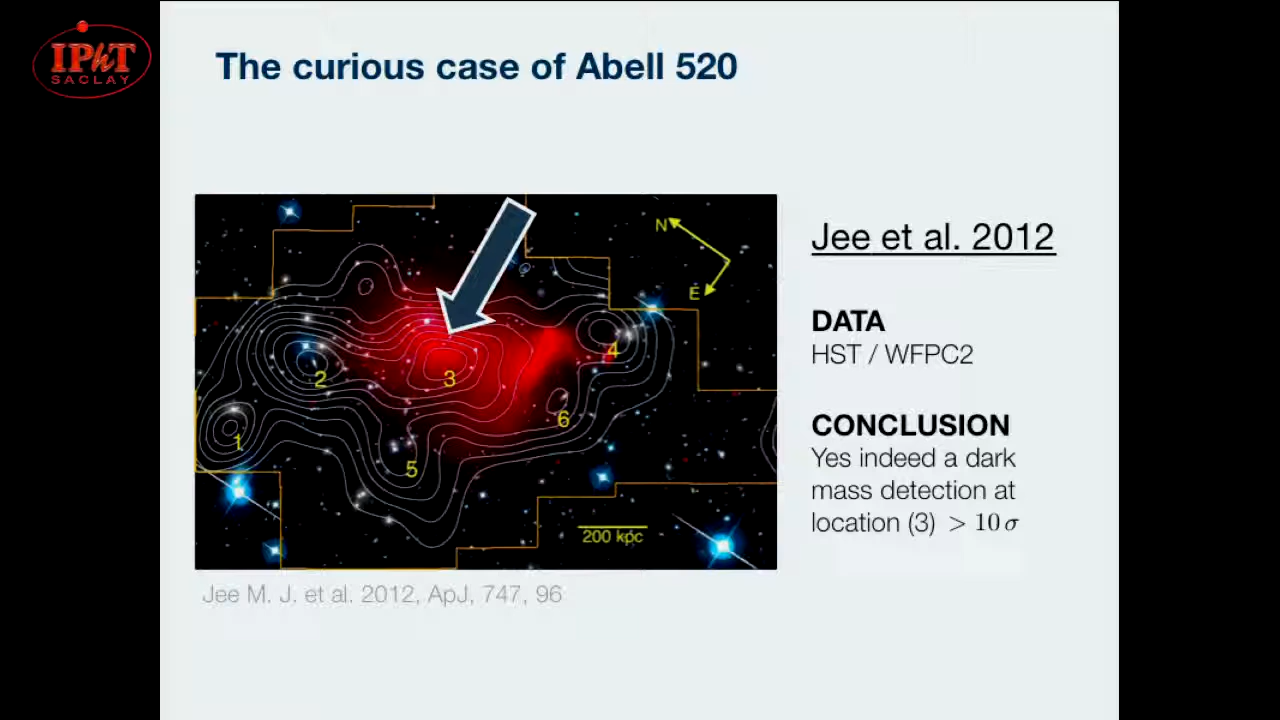 IPhT
SACLAY
The curious case of Abell 520
N
E
1
2
3
4
5
6
200 kpc
Jee M. J. et al. 2012, ApJ, 747, 96
Jee et al. 2012
DATA
HST / WFPC2
CONCLUSION
Yes indeed a dark
mass detection at
location (3) > 10 σ